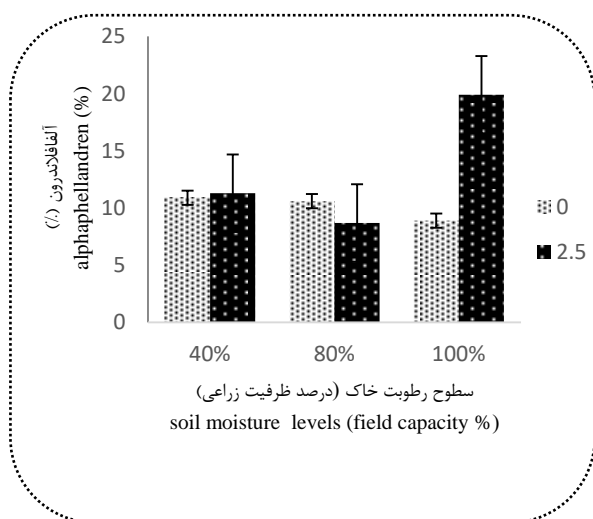 25
20
15
10
5
0
آلفافلاندرون (٪)
alphaphellandren (%)
40%
80%
100%
سطوح رطوبت خاک (درصد ظرفیت زراعی)
soil moisture levels (field capacity %)
0
2.5